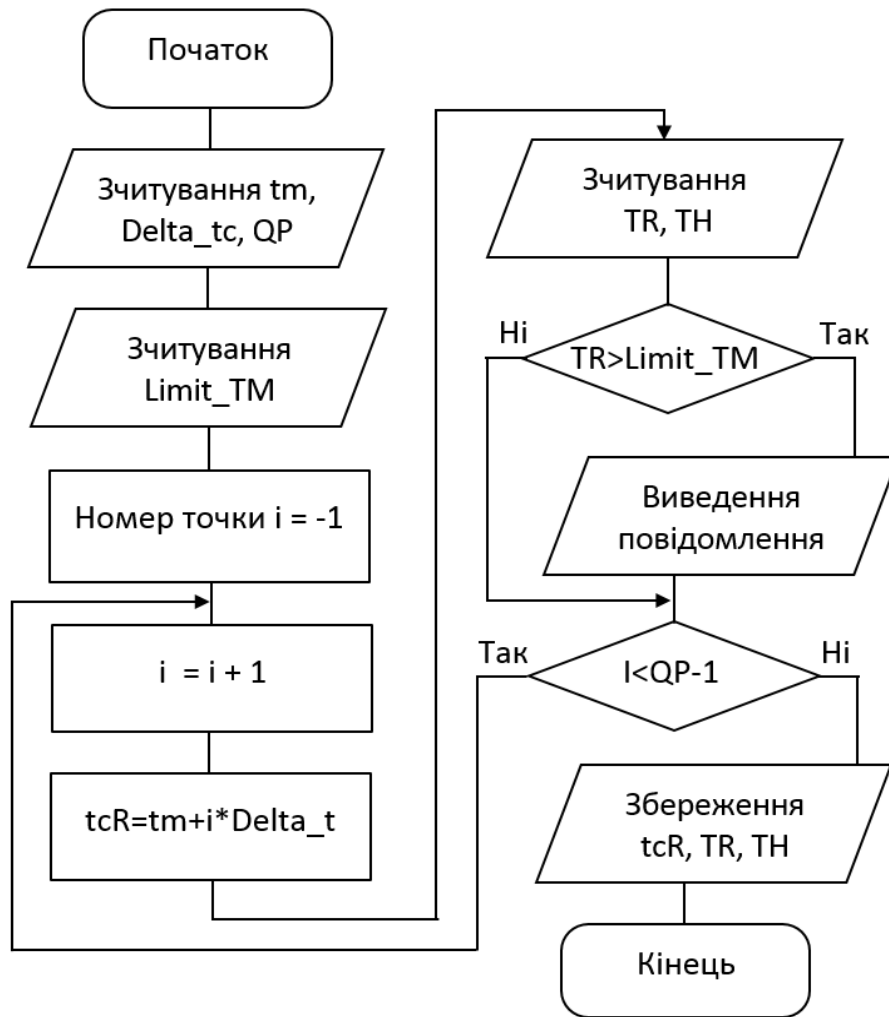 Початок
Зчитування tm,
Delta_tc, QP
Зчитування
Limit_TM
Номер точки i = -1
i = i + 1
tcR=tm+i*Delta_t
Зчитування
TR, TH
Ні
TR>Limit_TM
Так
Виведення
повідомлення
Так
I<QP-1
Ні
Збереження
tcR, TR, TH
Кінець